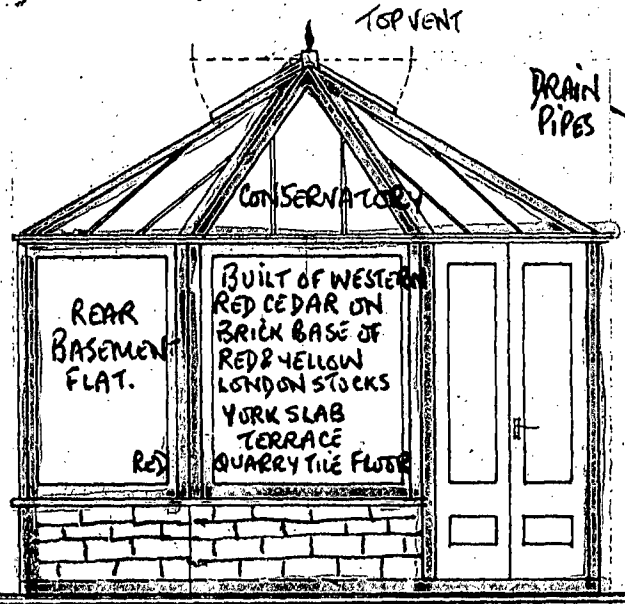 TOP VENT
DRAIN
PIPES
CONSERVATORY
REAR
BASEMENT
FLAT.
BUILT OF WESTERN
RED CEDAR ON
BRICK BASE OF
RED & YELLOW
LONDON STOCKS
YORK SLAB
TERRACE
RED QUARRY TILE FLOOR